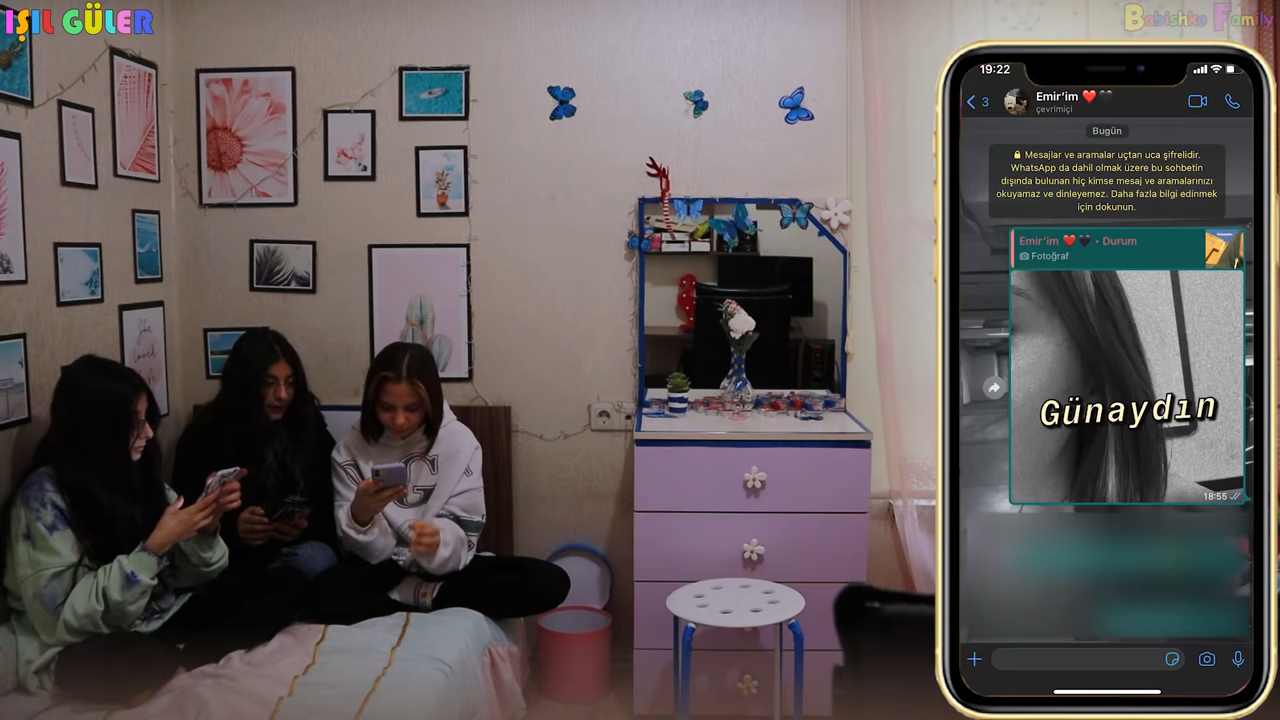 IŞIL GÜLER
Babishko Family
19:22
3
Emir'im ❤️🖤
çevrimiçi
Bugün
🔒 Mesajlar ve aramalar uçtan uca şifrelidir.
WhatsApp da dahil olmak üzere bu sohbetin
dışında bulunan hiç kimse mesaj ve aramalarınızı
okuyamaz ve dinleyemez. Daha fazla bilgi edinmek
için dokunun.
Emir'im ❤️🖤 • Durum
Fotoğraf
Günaydın
18:55
She
loved
G